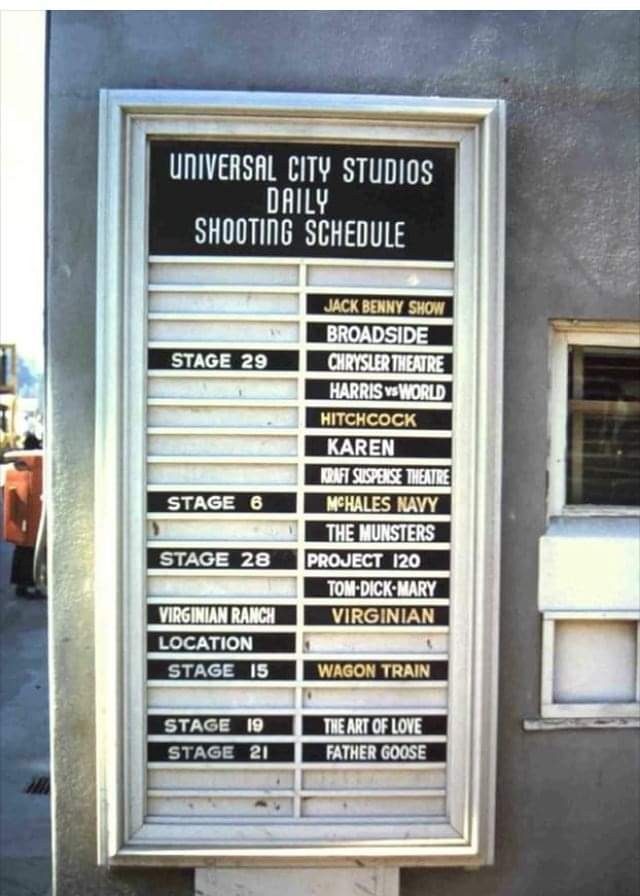 UNIVERSAL CITY STUDIOS
DAILY
SHOOTING SCHEDULE
JACK BENNY SHOW
BROADSIDE
STAGE 29 CHRYSLER THEATRE
HARRIS vs WORLD
HITCHCOCK
KAREN
KRAFT SUSPENSE THEATRE
STAGE 6 McHALES NAVY
THE MUNSTERS
STAGE 28 PROJECT 120
TOM·DICK·MARY
VIRGINIAN RANCH VIRGINIAN
LOCATION
STAGE 15 WAGON TRAIN
STAGE 19 THE ART OF LOVE
STAGE 21 FATHER GOOSE